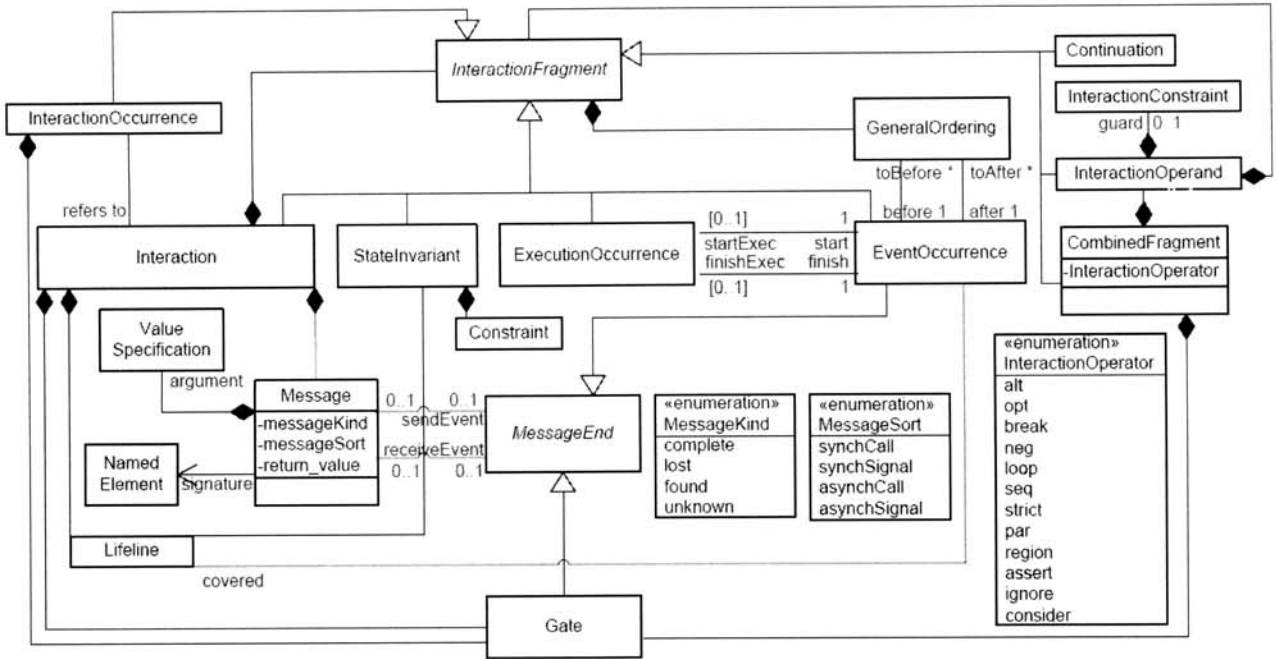 InteractionFragment
Continuation
InteractionOccurrence
InteractionConstraint
guard 0 1
GeneralOrdering
toBefore * toAfter *
InteractionOperand
refers to
[0..1] 1 before 1 after 1
Interaction
StateInvariant
ExecutionOccurrence
startExec start
finishExec finish
[0. 1] 1
EventOccurrence
CombinedFragment
-InteractionOperator
Value
Specification
argument
Constraint
Message
-messageKind
-messageSort
-return_value
0..1 0..1
sendEvent
receiveEvent
0..1 0..1
MessageEnd
«enumeration»
MessageKind
complete
lost
found
unknown
«enumeration»
MessageSort
synchCall
synchSignal
asynchCall
asynchSignal
«enumeration»
InteractionOperator
alt
opt
break
neg
loop
seq
strict
par
region
assert
ignore
consider
Named
Element
signature
Lifeline
covered
Gate